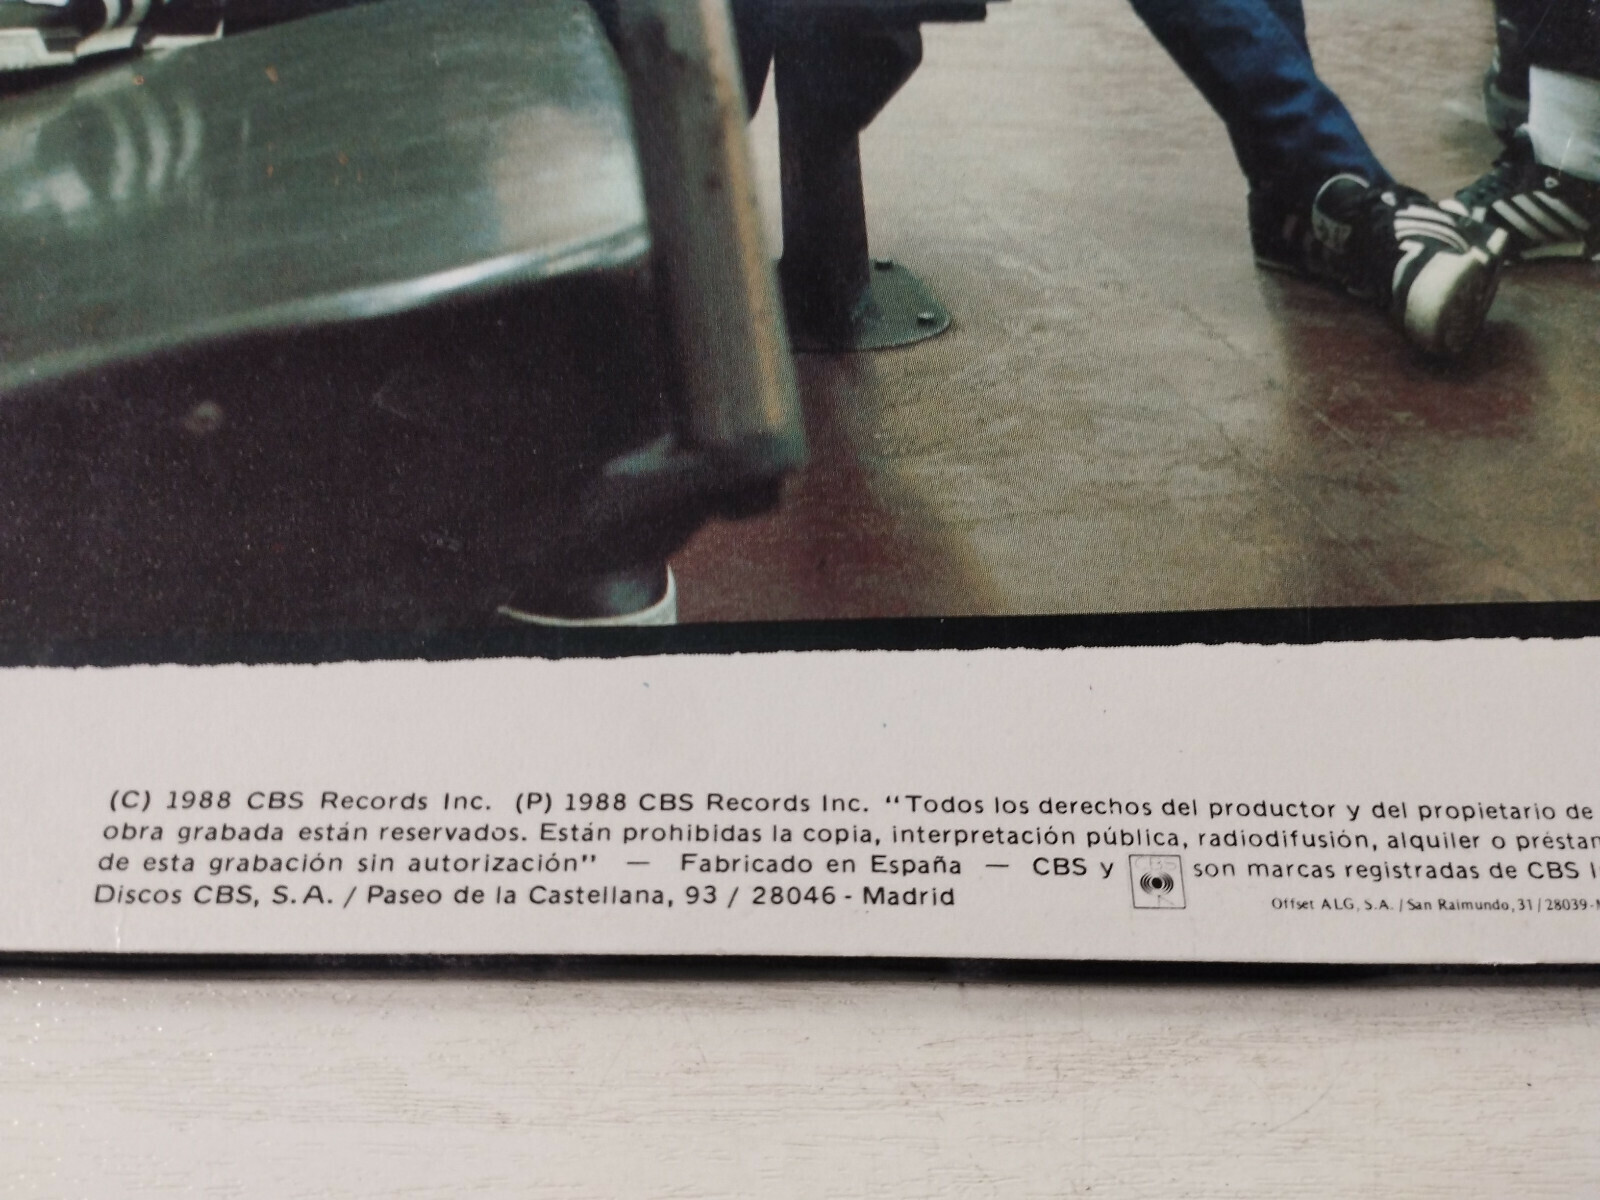 (C) 1988 CBS Records Inc. (P) 1988 CBS Records Inc. "Todos los derechos del productor y del propietario de
obra grabada están reservados. Están prohibidas la copia, interpretación pública, radiodifusión, alquiler o préstan
de esta grabación sin autorización" — Fabricado en España — CBS y CBS son marcas registradas de CBS I
Discos CBS, S.A. / Paseo de la Castellana, 93 / 28046 - Madrid
Offset ALG, S.A. / San Raimundo, 31 / 28039 -